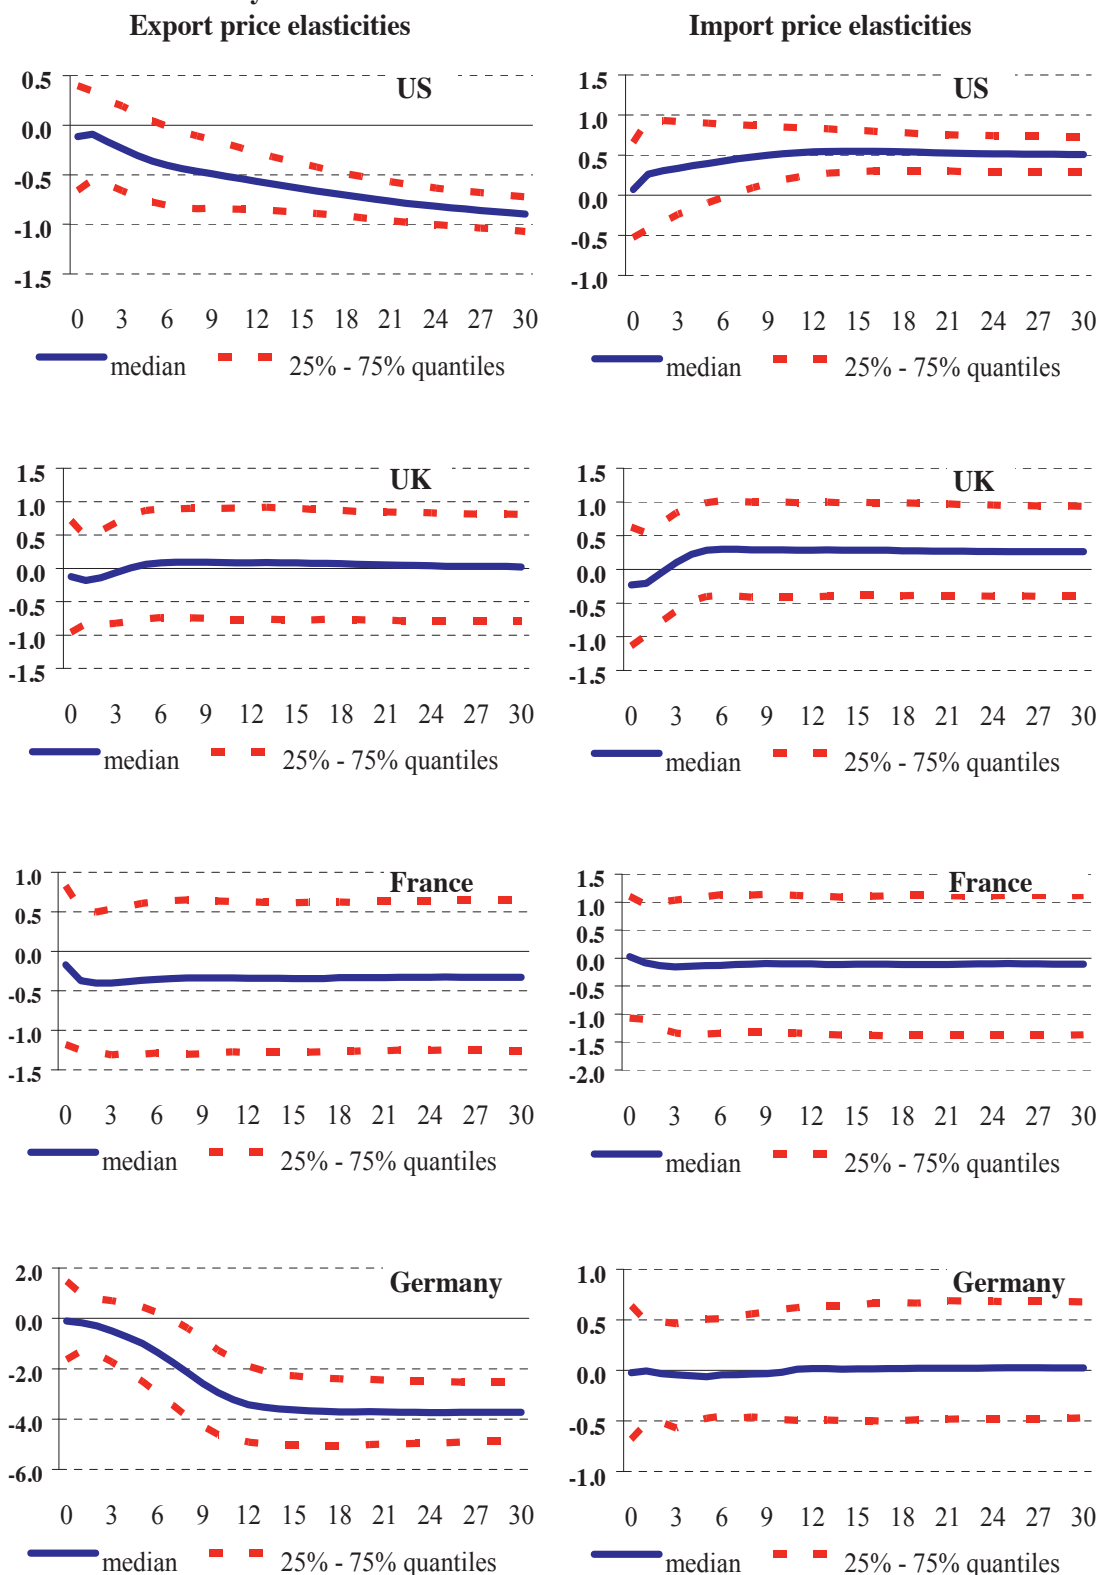 Export price elasticities Import price elasticities
US US
0.5 1.5
0.0 1.0
-0.5 0.5
-1.0 0.0
-1.5 -0.5
-1.0
0 3 6 9 12 15 18 21 24 27 30 0 3 6 9 12 15 18 21 24 27 30
median 25% - 75% quantiles median 25% - 75% quantiles
UK UK
1.5 1.5
1.0 1.0
0.5 0.5
0.0 0.0
-0.5 -0.5
-1.0 -1.0
-1.5 -1.5
0 3 6 9 12 15 18 21 24 27 30 0 3 6 9 12 15 18 21 24 27 30
median 25% - 75% quantiles median 25% - 75% quantiles
France France
1.0 1.5
0.5 1.0
0.0 0.5
-0.5 0.0
-1.0 -0.5
-1.5 -1.0
-1.5
-2.0
0 3 6 9 12 15 18 21 24 27 30 0 3 6 9 12 15 18 21 24 27 30
median 25% - 75% quantiles median 25% - 75% quantiles
Germany Germany
2.0 1.0
0.0 0.5
-2.0 0.0
-4.0 -0.5
-6.0 -1.0
0 3 6 9 12 15 18 21 24 27 30 0 3 6 9 12 15 18 21 24 27 30
median 25% - 75% quantiles median 25% - 75% quantiles